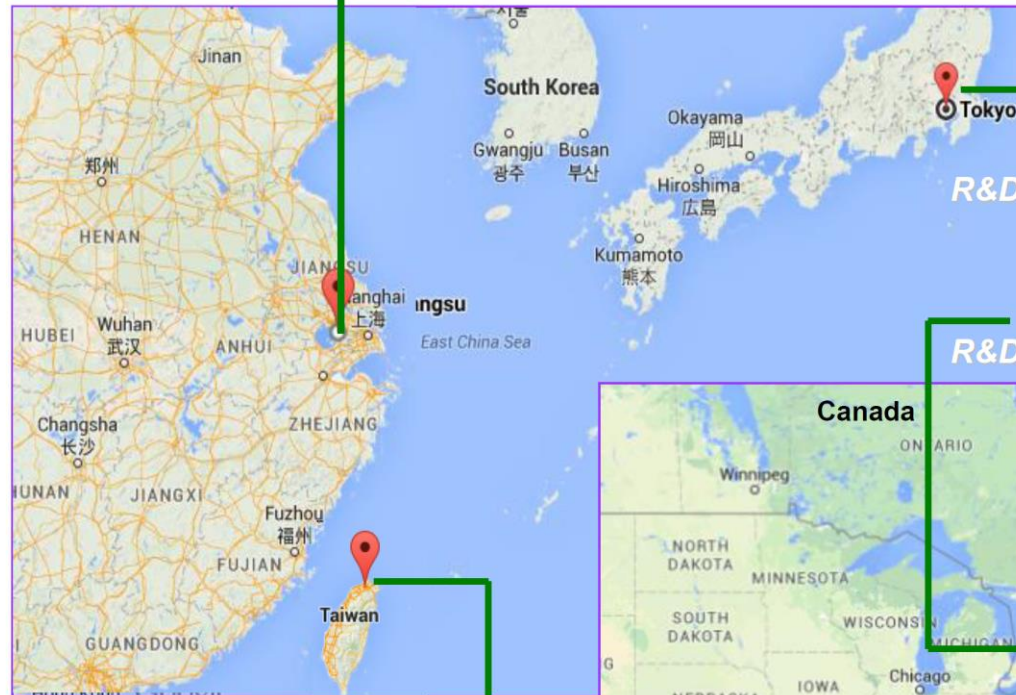 서울
Jinan
South Korea
Tokyo
Okayama
岡山
Gwangju
광주
Busan
부산
郑州
Hiroshima
広島
R&D
HENAN
Kumamoto
熊本
JIANGSU
anghai
上海
ngsu
HUBEI
Wuhan
武汉
ANHUI
East China Sea
R&D
Changsha
长沙
ZHEJIANG
Canada
ONTARIO
Winnipeg
HUNAN
JIANGXI
Fuzhou
福州
FUJIAN
NORTH
DAKOTA
MINNESOTA
Taiwan
SOUTH
DAKOTA
WISCONSIN
MICHIGAN
GUANGDONG
G
IOWA
Chicago